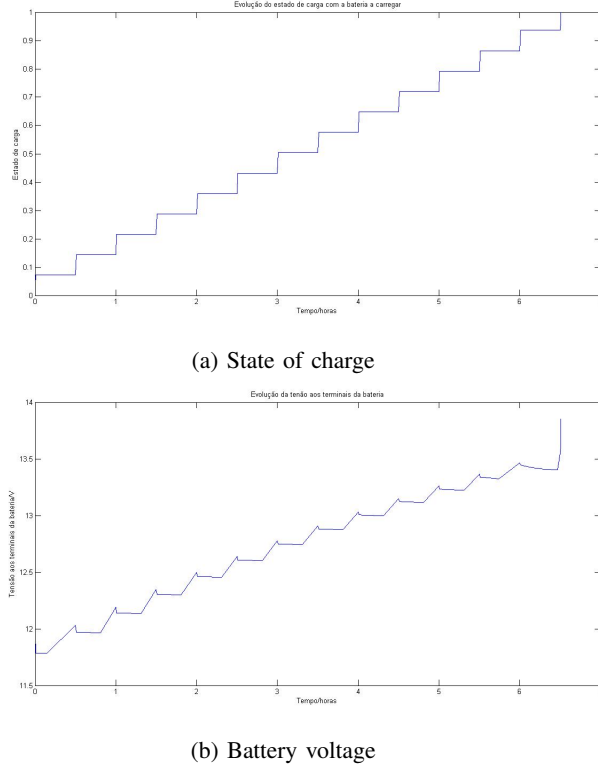 Evolução do estado de carga com a bateria a carregar
1
0.9
0.8
0.7
0.6
0.5
0.4
0.3
0.2
0.1
0
Estado de carga
0 1 2 3 4 5 6
Tempo/horas
(a) State of charge
Evolução da tenão aos terminais da bateria
14
13.5
13
12.5
12
11.5
Tensão aos terminais da bateria/V
0 1 2 3 4 5 6
Tempo/horas
(b) Battery voltage